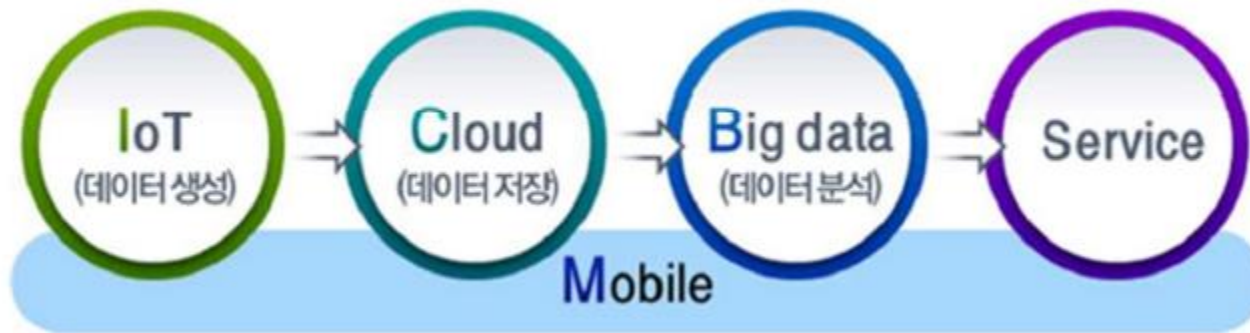 IoT
(데이터 생성)
Cloud
(데이터 저장)
Big data
(데이터 분석)
Service
Mobile